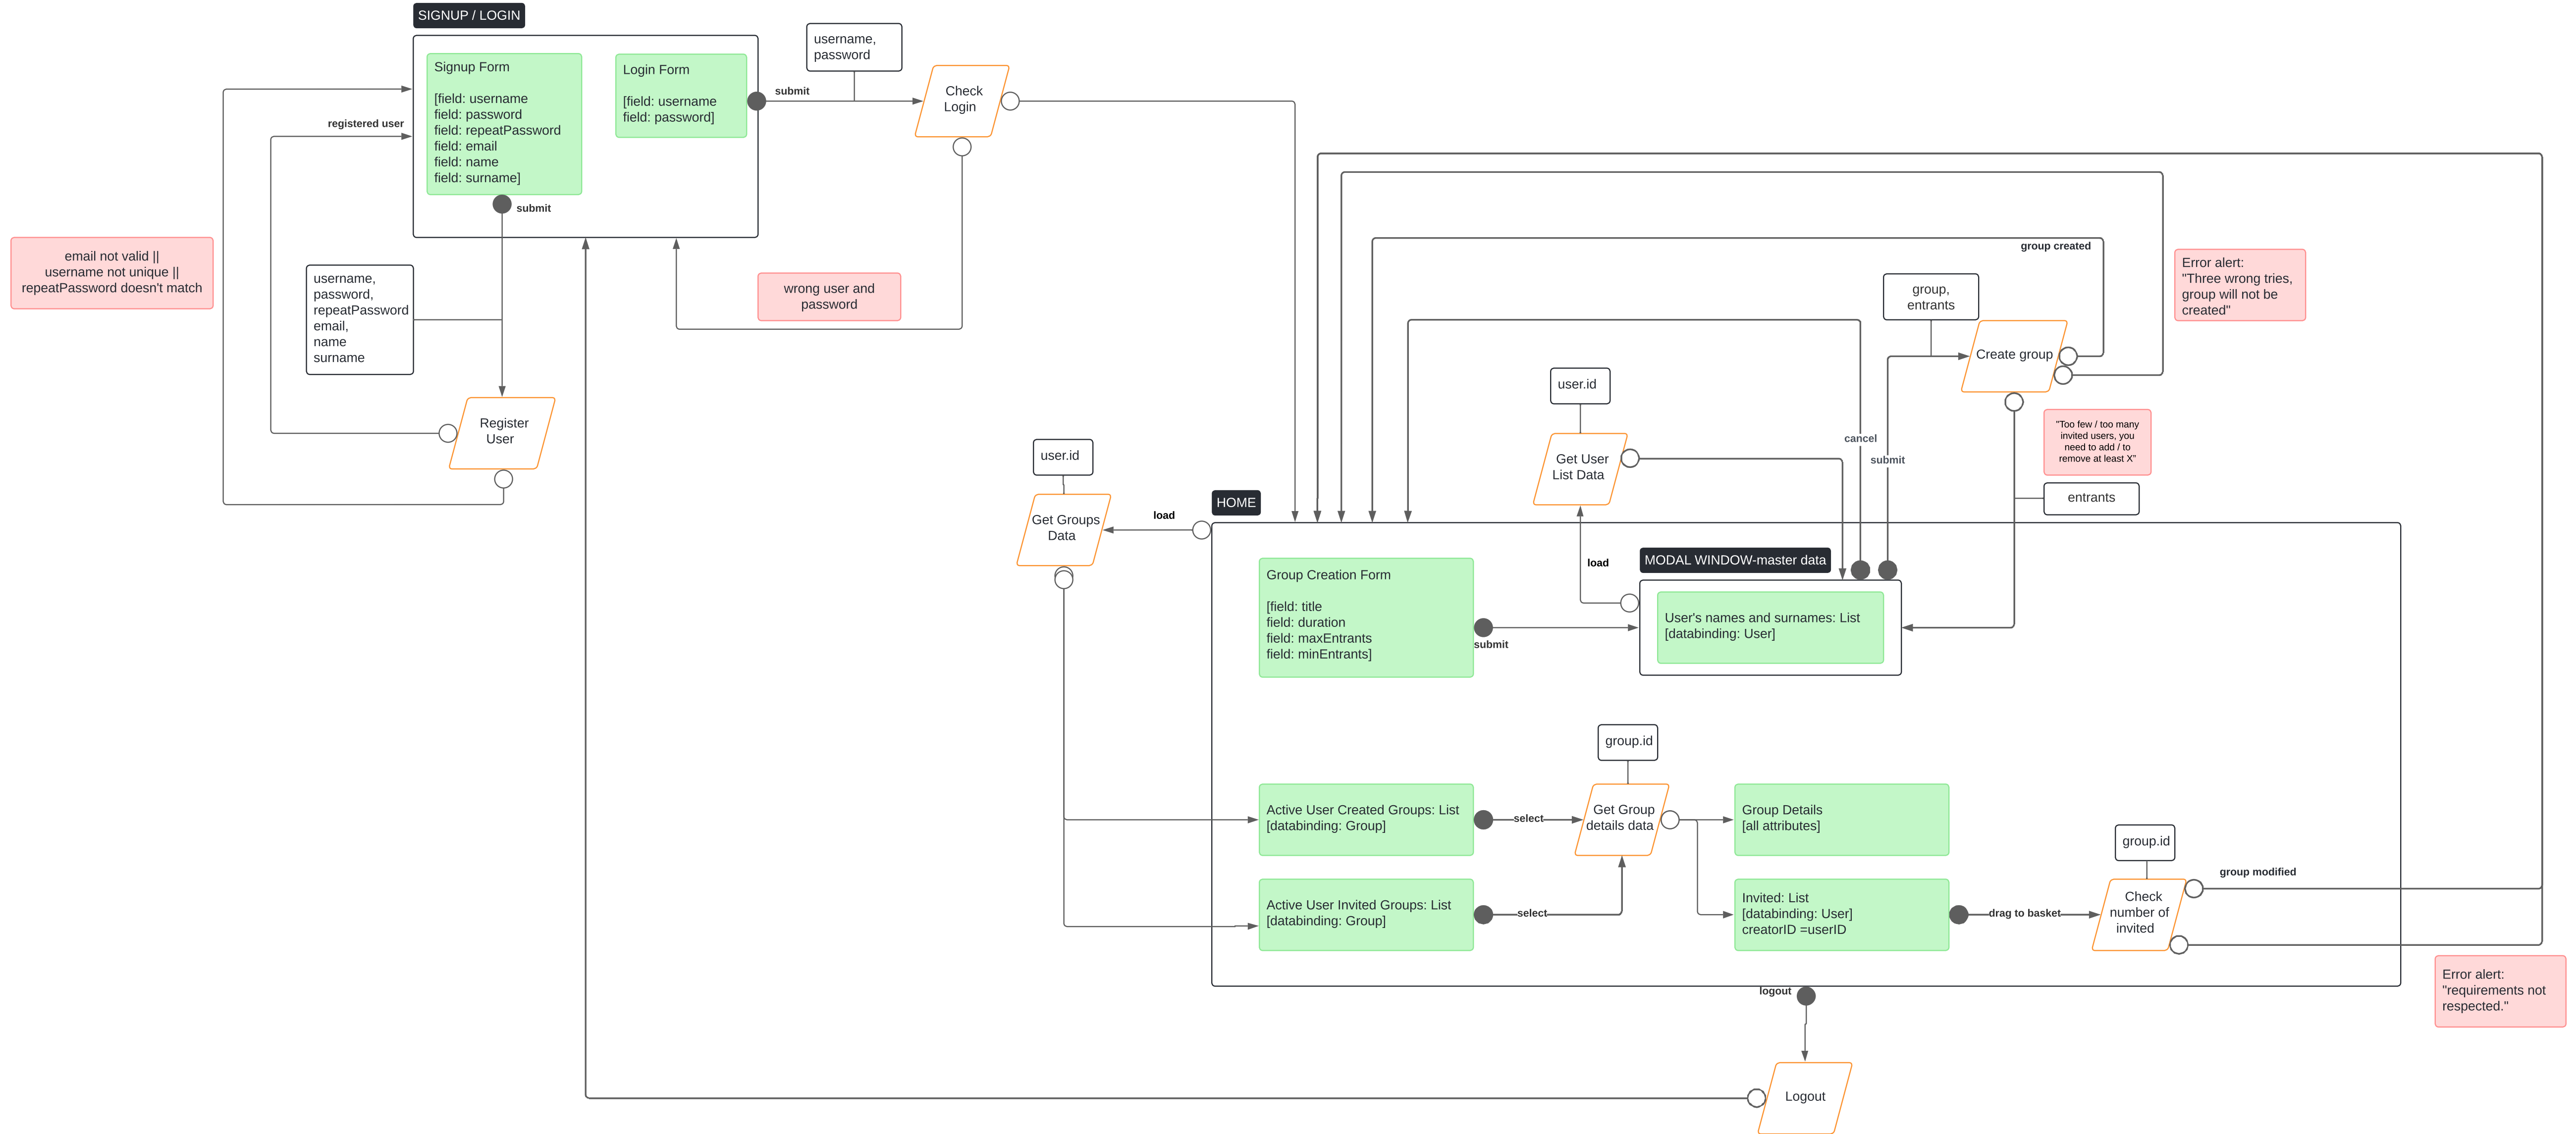 SIGNUP / LOGIN
Signup Form
[field: username
field: password
field: repeatPassword
field: email
field: name
field: surname]
Login Form
[field: username
field: password]
submit
username,
password
Check
Login
registered user
submit
email not valid ||
username not unique ||
repeatPassword doesn't match
username,
password,
repeatPassword
email,
name
surname
wrong user and
password
Register
User
group created
Error alert:
"Three wrong tries,
group will not be
created"
group,
entrants
Create group
user.id
Get User
List Data
cancel
submit
"Too few / too many
invited users, you
need to add / to
remove at least X"
entrants
user.id
Get Groups
Data
load
HOME
Group Creation Form
[field: title
field: duration
field: maxEntrants
field: minEntrants]
submit
load
MODAL WINDOW-master data
User's names and surnames: List
[databinding: User]
group.id
Active User Created Groups: List
[databinding: Group]
select
Get Group
details data
Group Details
[all attributes]
Active User Invited Groups: List
[databinding: Group]
select
Invited: List
[databinding: User]
creatorID =userID
drag to basket
group.id
Check
number of
invited
group modified
Error alert:
"requirements not
respected."
logout
Logout